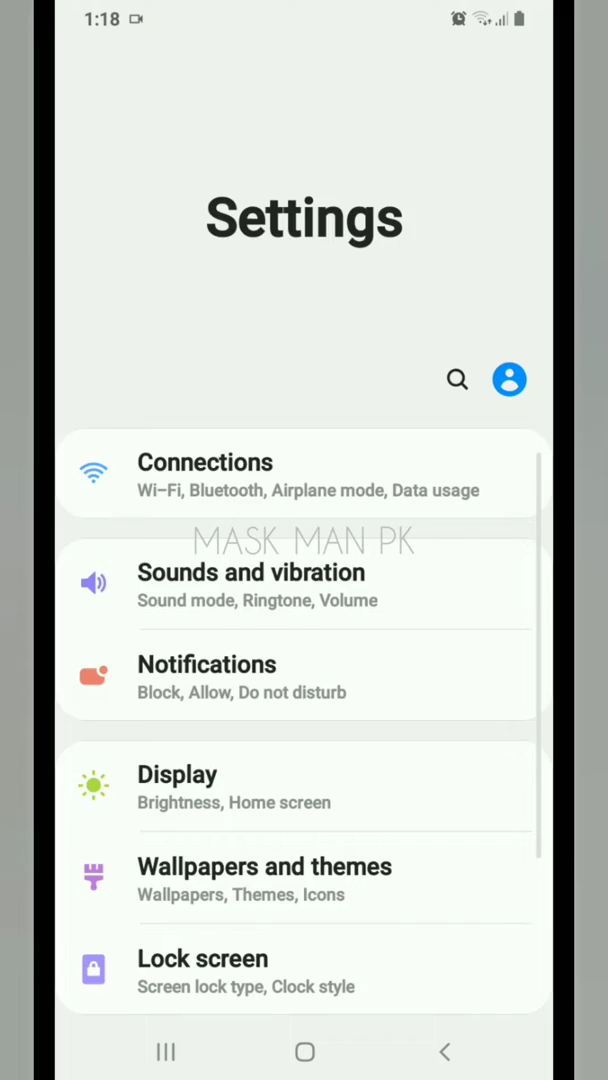 1:18
Settings
Connections
Wi-Fi, Bluetooth, Airplane mode, Data usage
MASK MAN PK
Sounds and vibration
Sound mode, Ringtone, Volume
Notifications
Block, Allow, Do not disturb
Display
Brightness, Home screen
Wallpapers and themes
Wallpapers, Themes, Icons
Lock screen
Screen lock type, Clock style